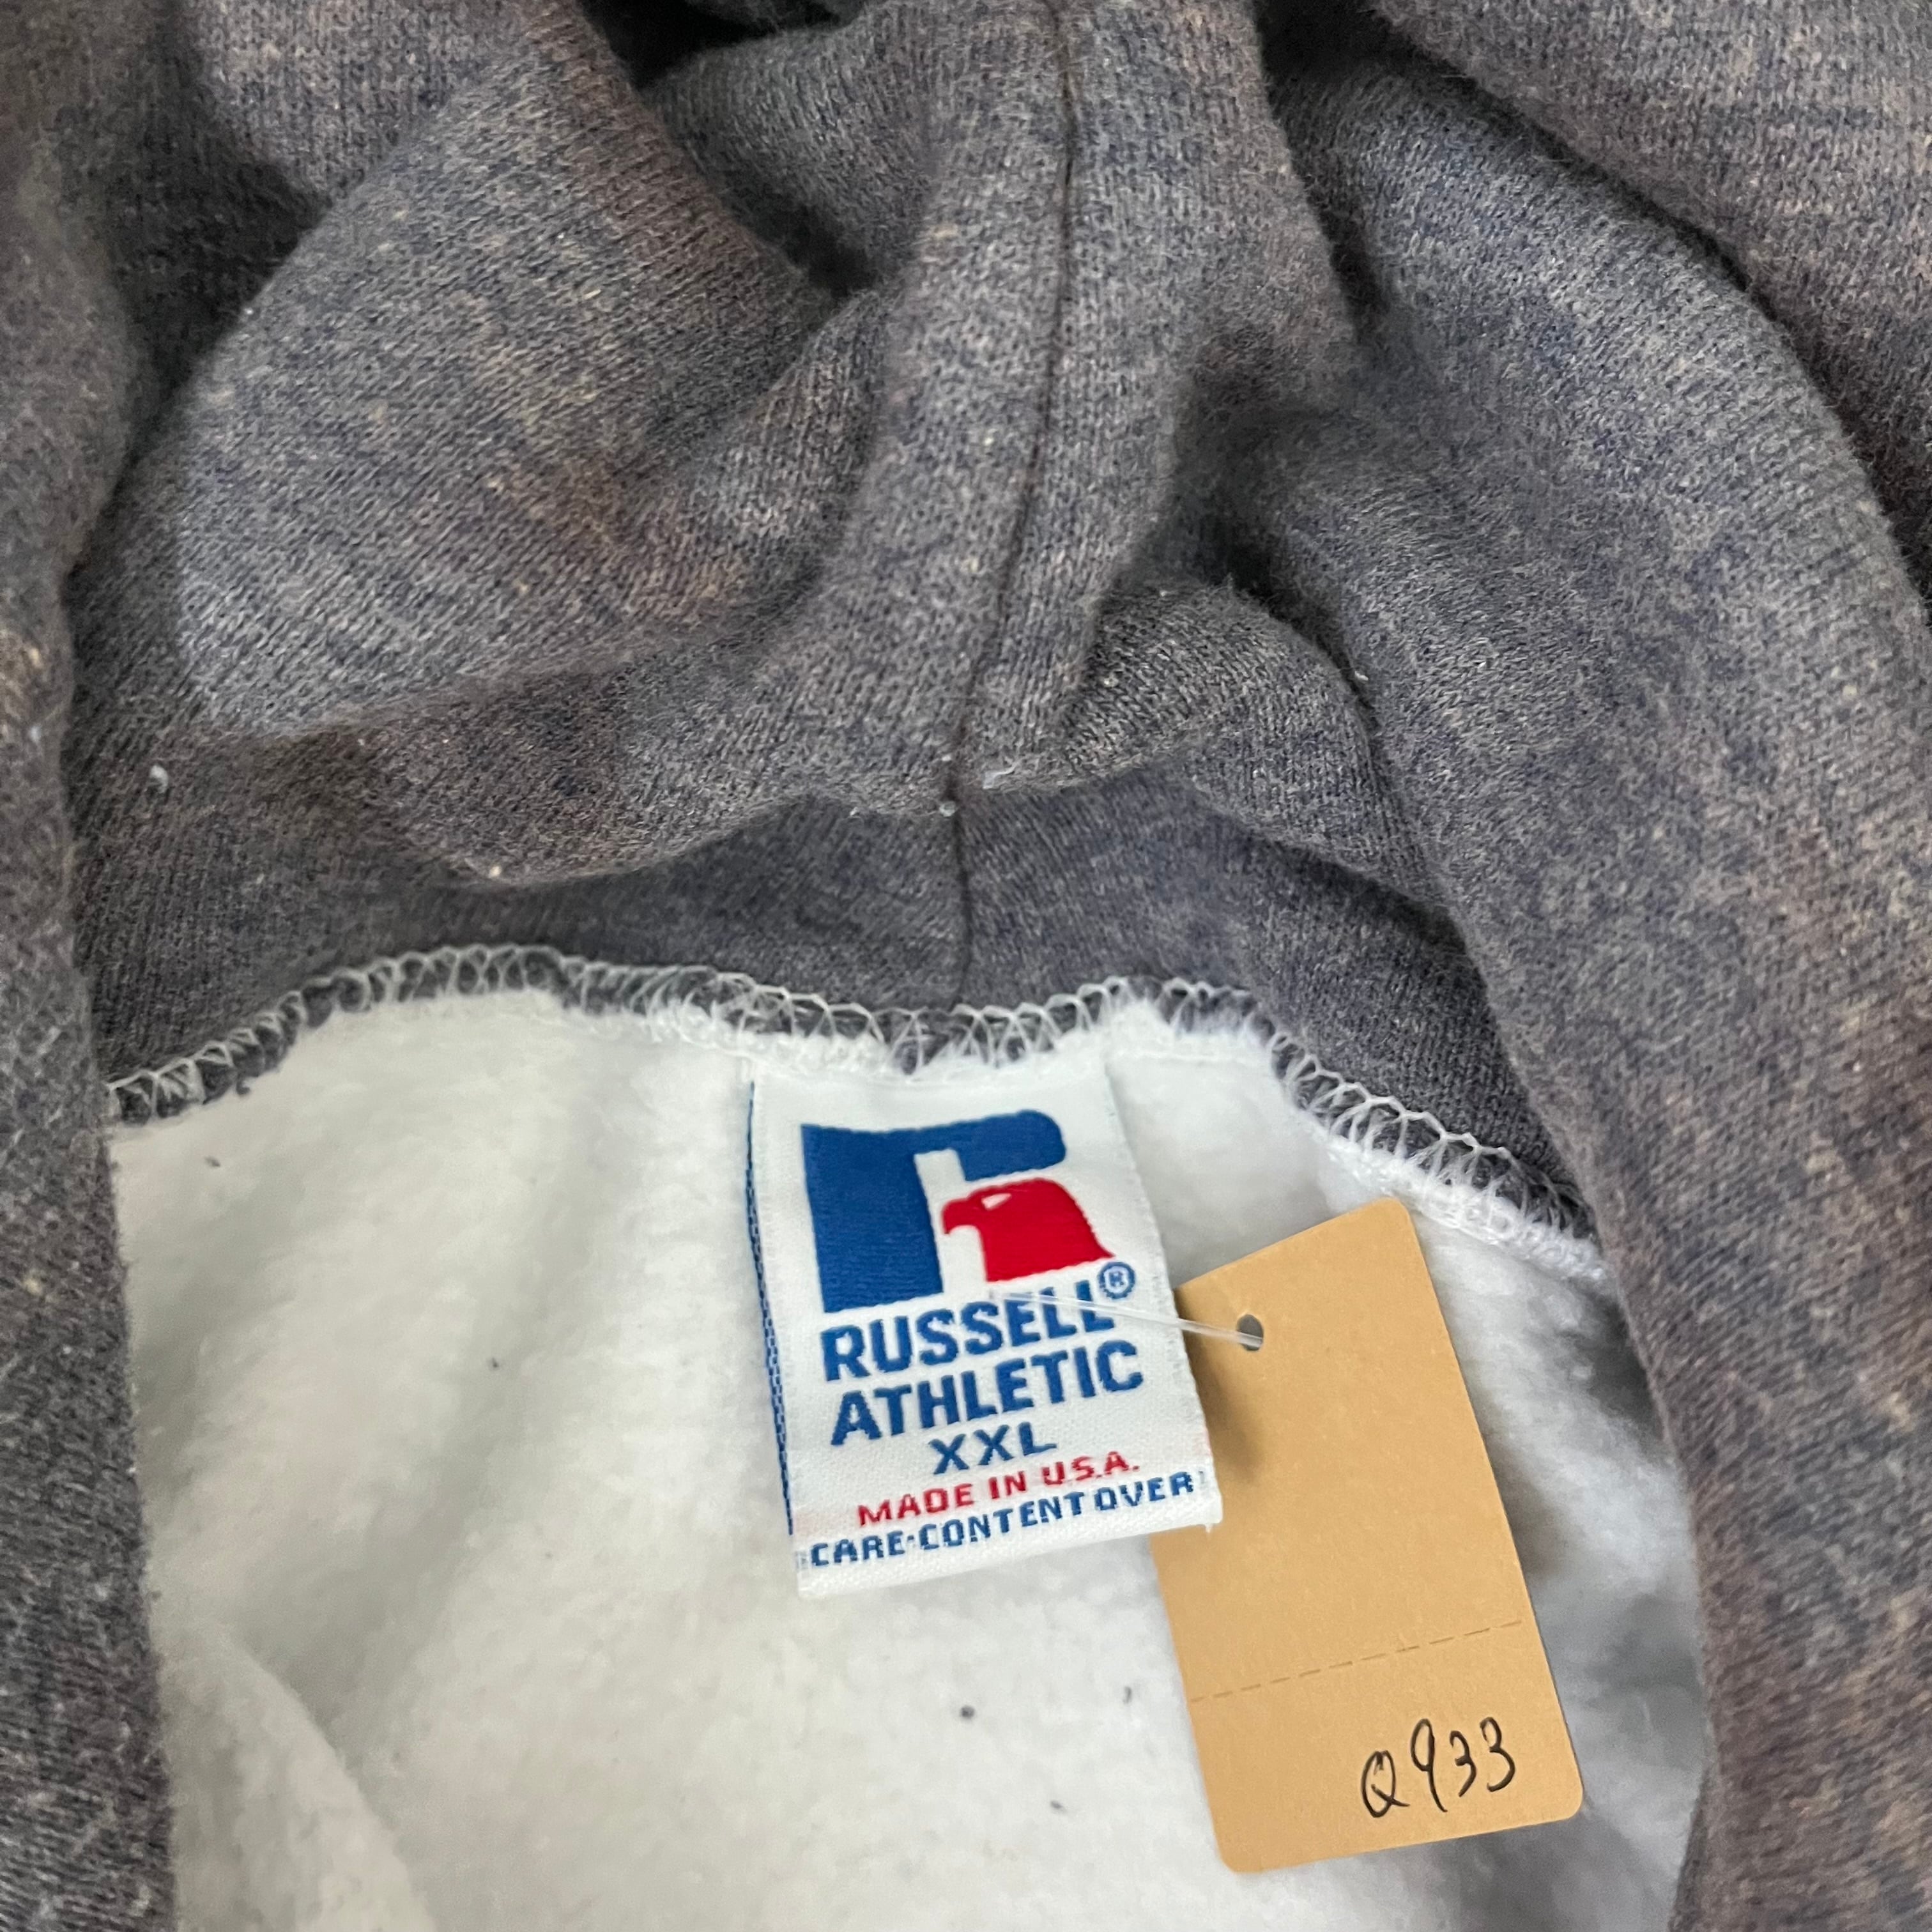 RUSSELL®
ATHLETIC
XXL
MADE IN U.S.A.
CARE·CONTENT OVER
Q933